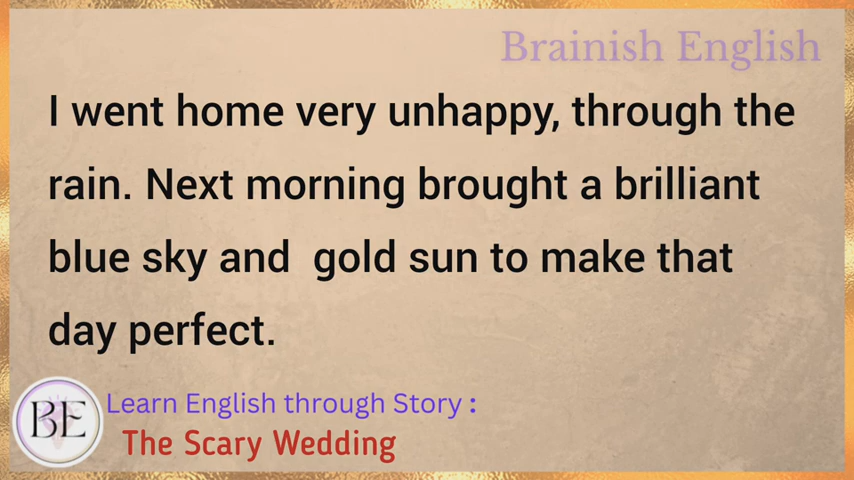 Brainish English
I went home very unhappy, through the
rain. Next morning brought a brilliant
blue sky and  gold sun to make that
day perfect.
BE
Learn English through Story :
The Scary Wedding